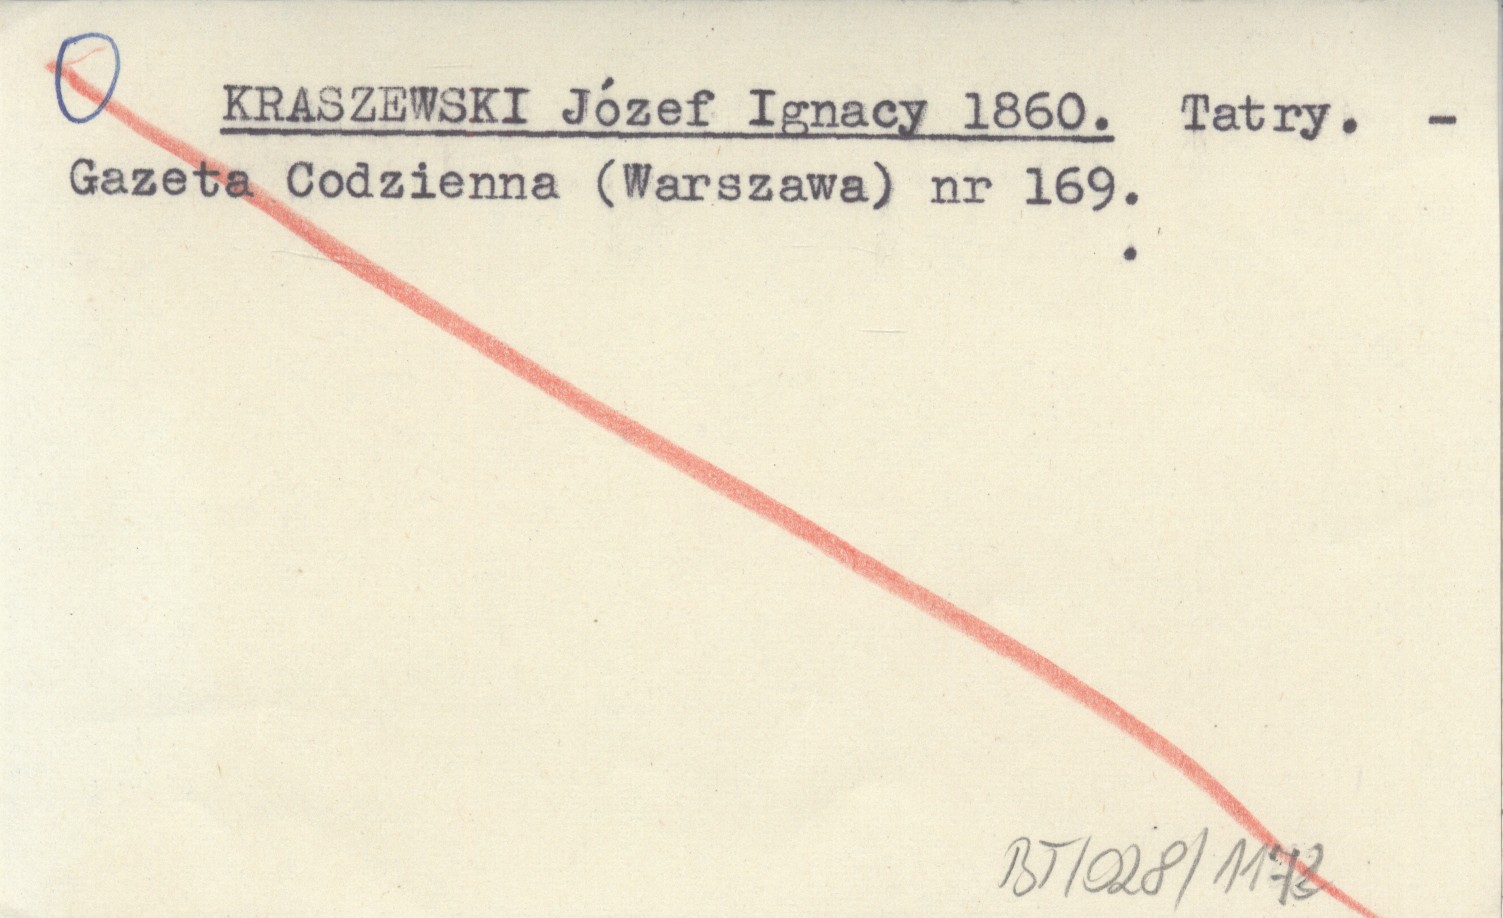 KRASZEWSKI Józef Ignacy 1860. Tatry. -
Gazeta Codzienna (Warszawa) nr 169.
.
BT/028/1173